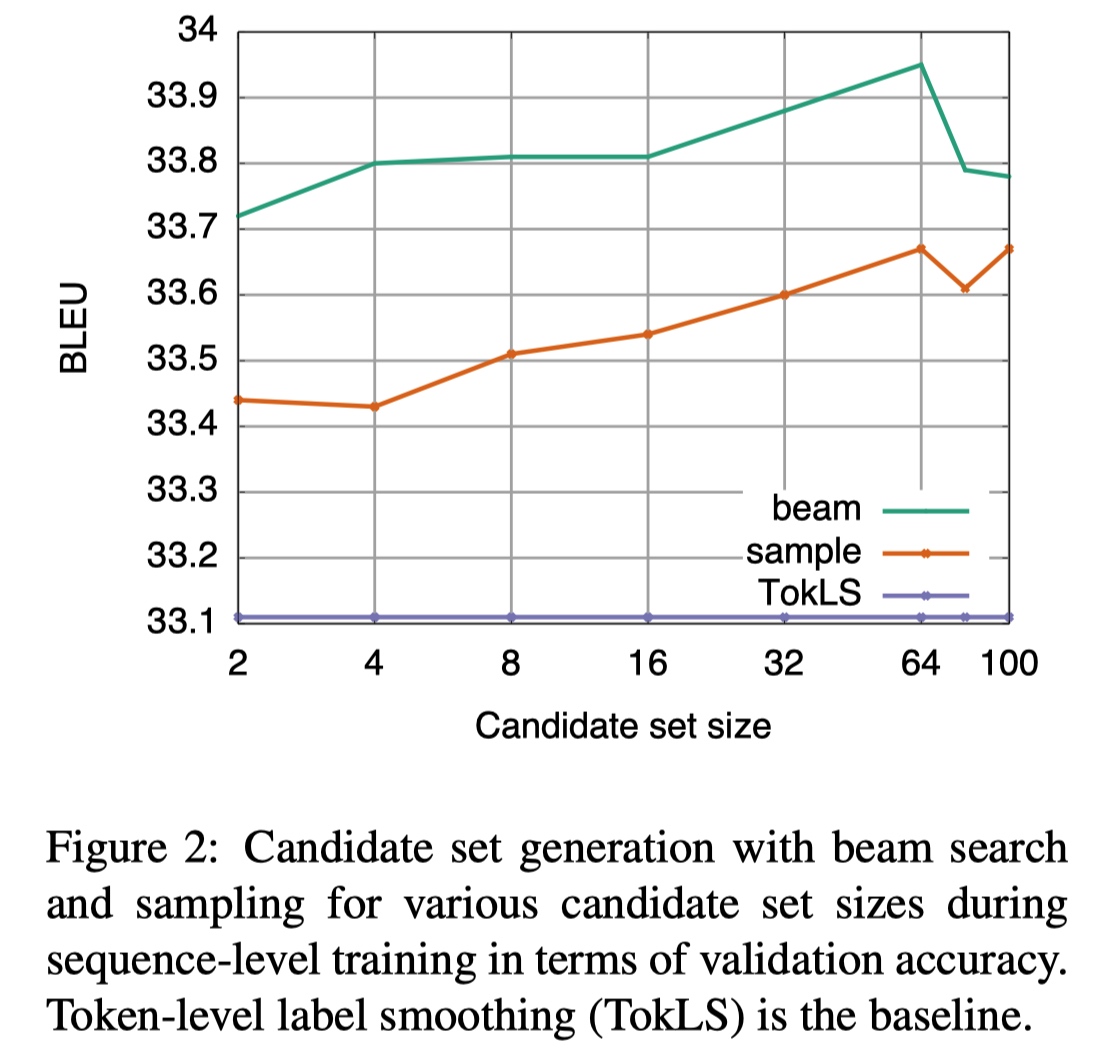 34
33.9
33.8
33.7
33.6
33.5
33.4
33.3
33.2
33.1
BLEU
beam
sample
TokLS
2 4 8 16 32 64 100
Candidate set size
Figure 2: Candidate set generation with beam search
and sampling for various candidate set sizes during
sequence-level training in terms of validation accuracy.
Token-level label smoothing (TokLS) is the baseline.